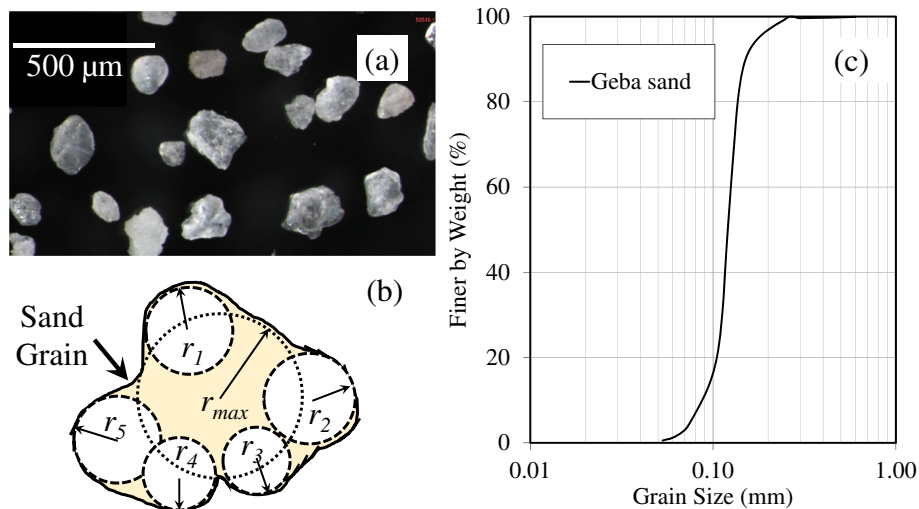 500 µm
(a)
(b)
Sand
Grain
r1
rmax
r2
r5
r4
r3
(c)
Geba sand
Finer by Weight (%)
100
80
60
40
20
0
0.01
0.10
1.00
Grain Size (mm)